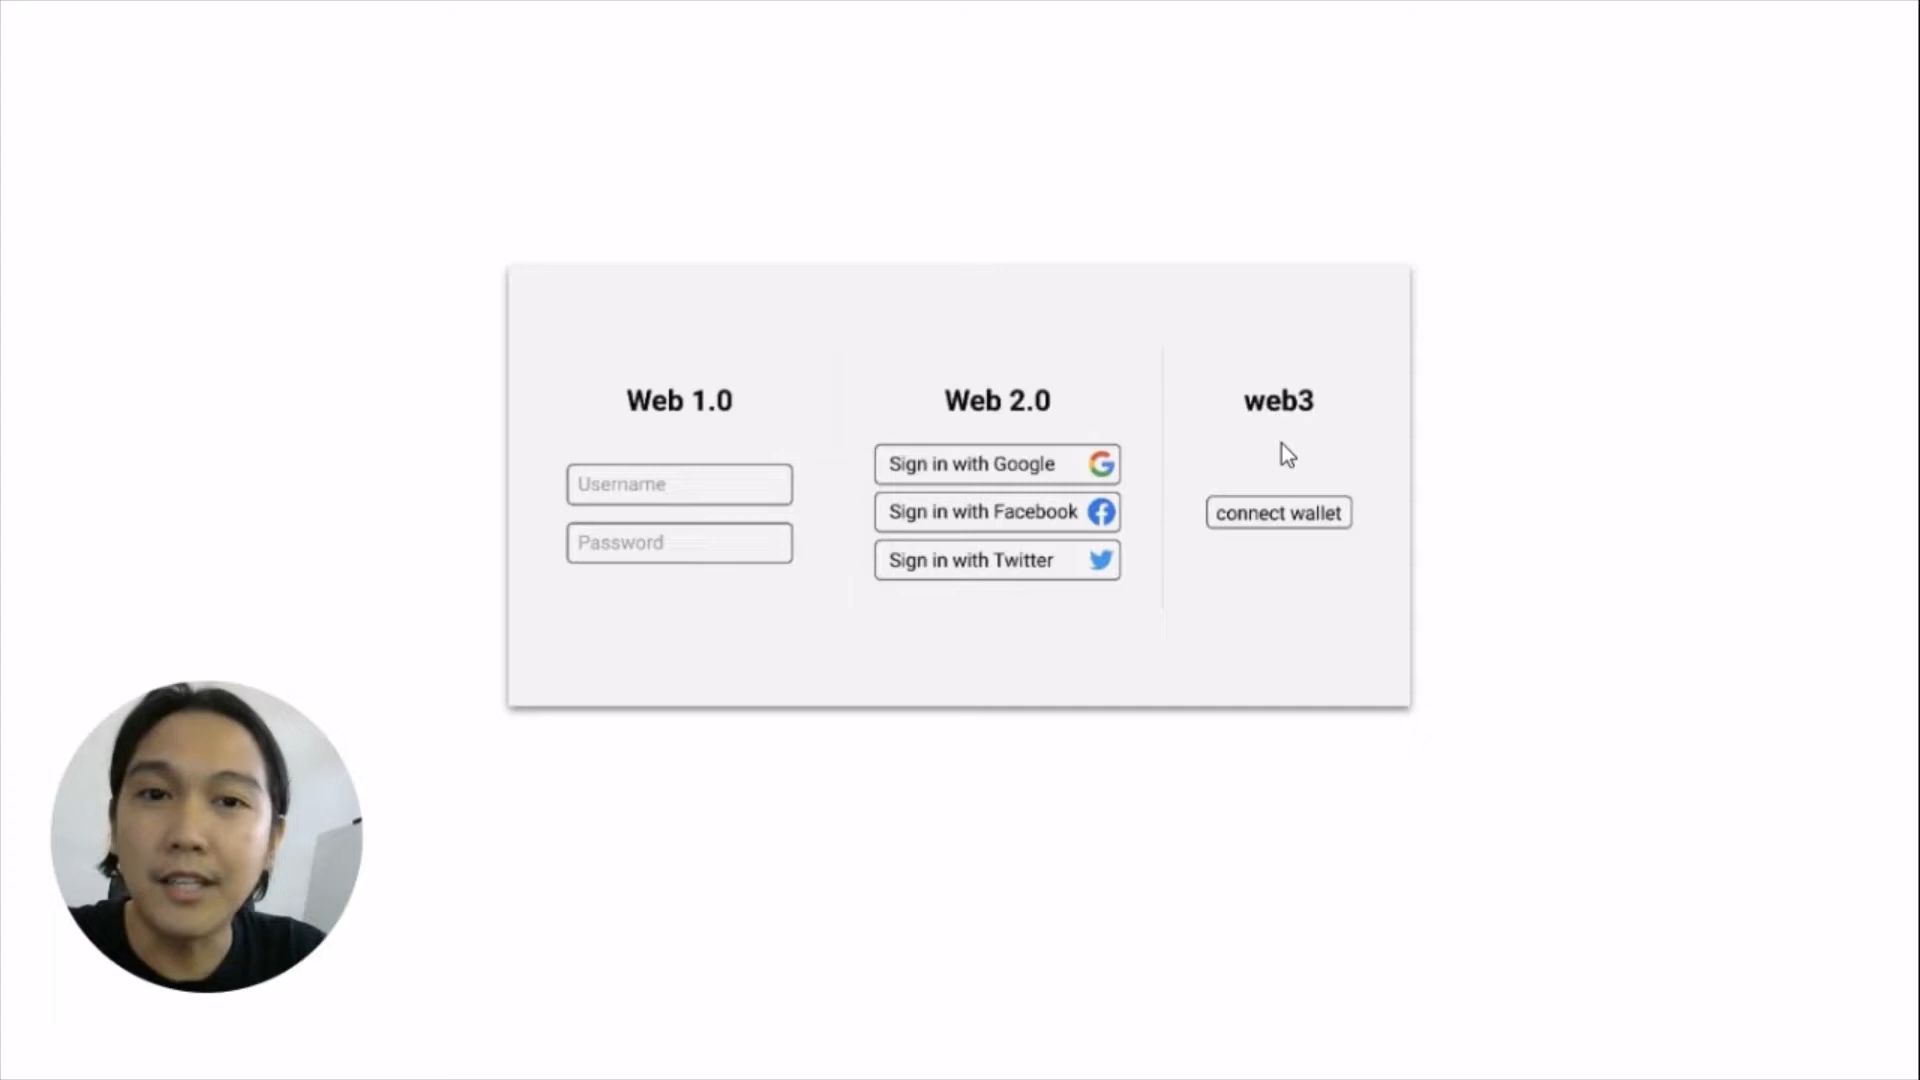 Web 1.0
Username
Password
Web 2.0
Sign in with Google
Sign in with Facebook
Sign in with Twitter
web3
connect wallet